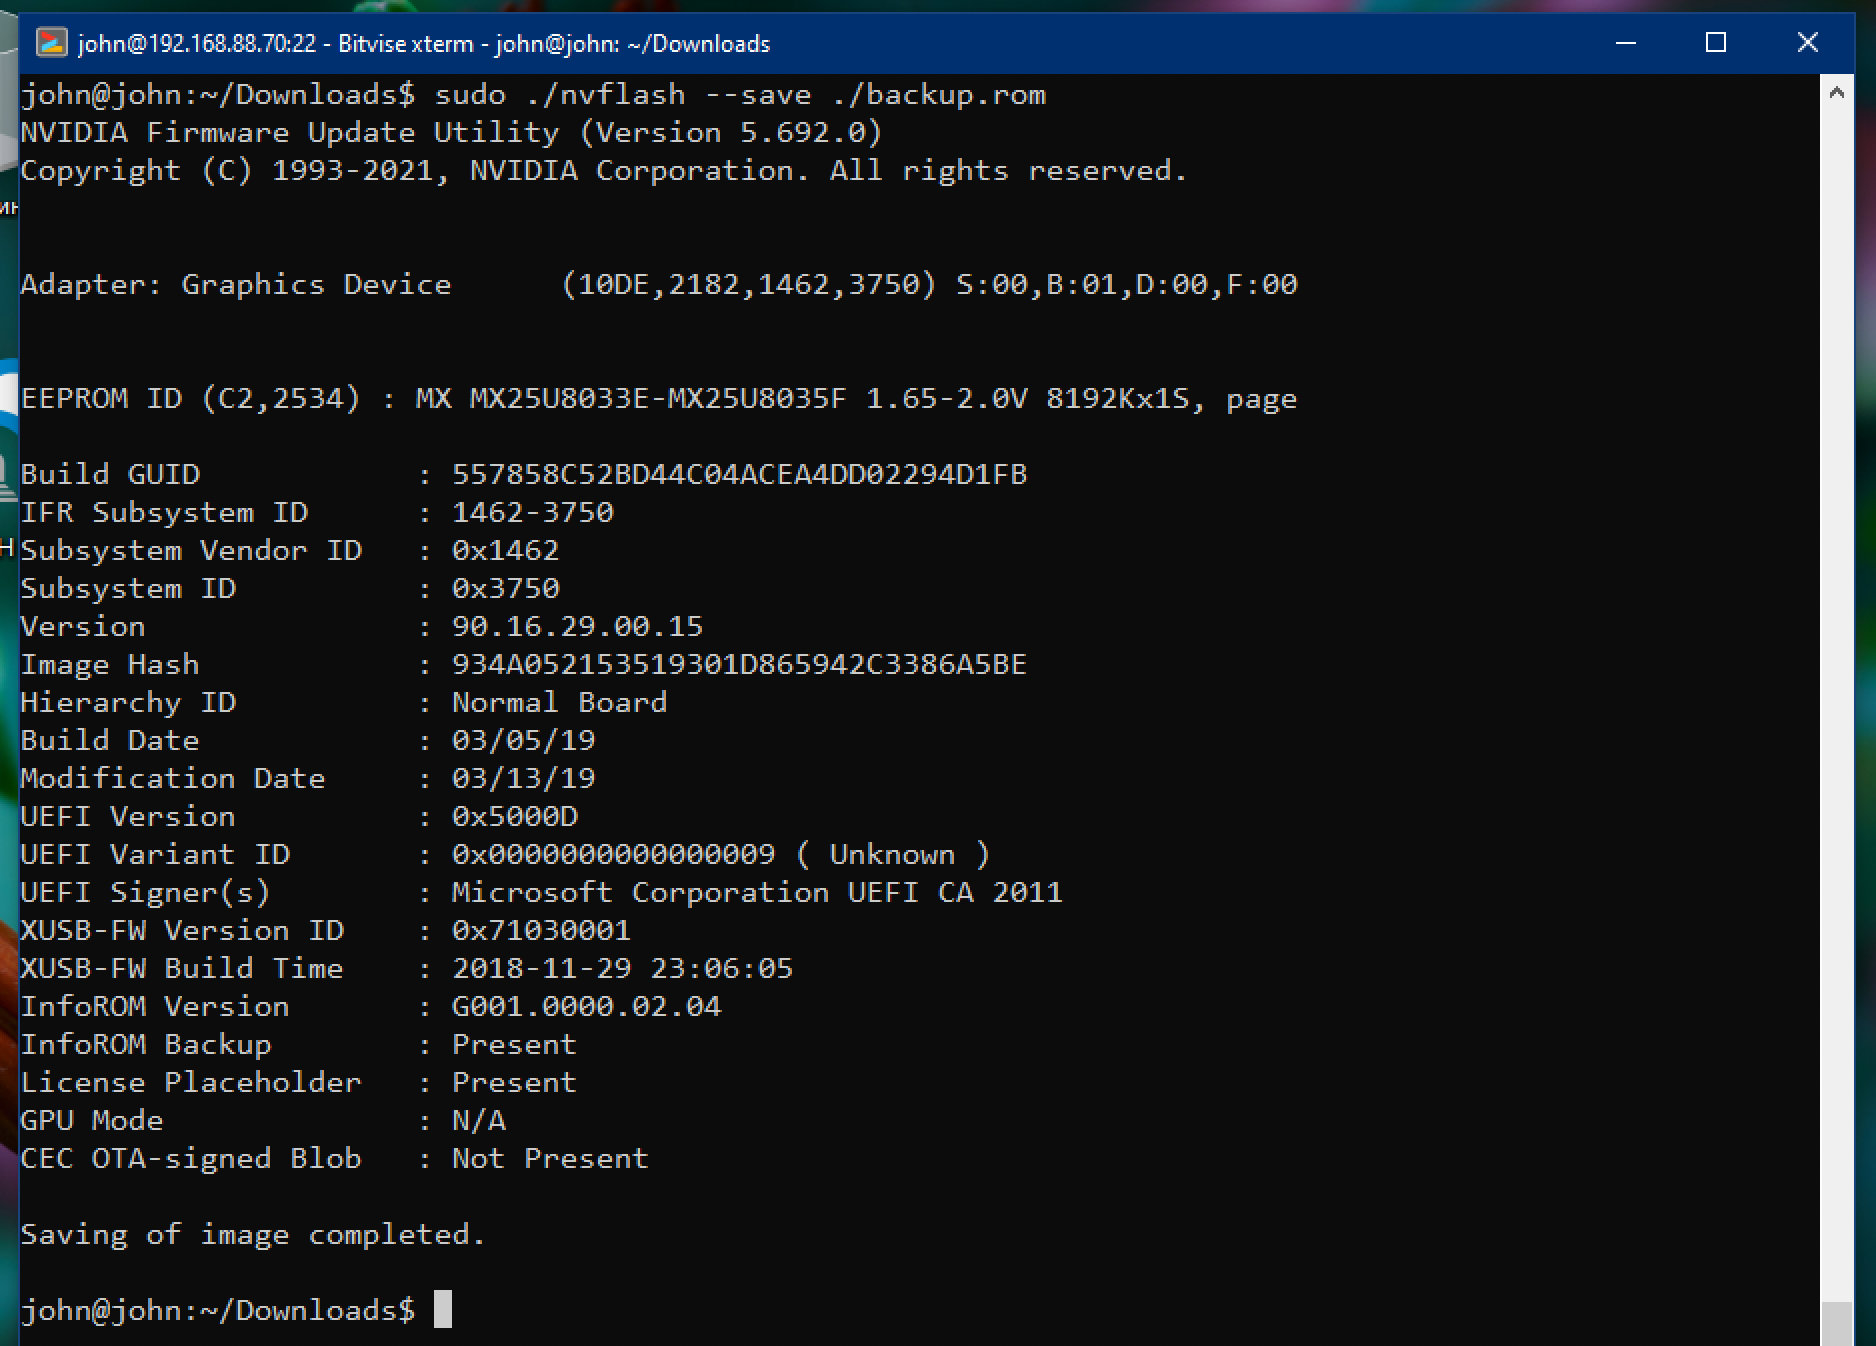 john@192.168.88.70:22 - Bitvise xterm - john@john: ~/Downloads
john@john:~/Downloads$ sudo ./nvflash --save ./backup.rom
NVIDIA Firmware Update Utility (Version 5.692.0)
Copyright (C) 1993-2021, NVIDIA Corporation. All rights reserved.
Adapter: Graphics Device (10DE,2182,1462,3750) S:00,B:01,D:00,F:00
EEPROM ID (C2,2534) : MX MX25U8033E-MX25U8035F 1.65-2.0V 8192Kx1S, page
Build GUID : 557858C52BD44C04ACEA4DD02294D1FB
IFR Subsystem ID : 1462-3750
Subsystem Vendor ID : 0x1462
Subsystem ID : 0x3750
Version : 90.16.29.00.15
Image Hash : 934A052153519301D865942C3386A5BE
Hierarchy ID : Normal Board
Build Date : 03/05/19
Modification Date : 03/13/19
UEFI Version : 0x5000D
UEFI Variant ID : 0x0000000000000009 ( Unknown )
UEFI Signer(s) : Microsoft Corporation UEFI CA 2011
XUSB-FW Version ID : 0x71030001
XUSB-FW Build Time : 2018-11-29 23:06:05
InfoROM Version : G001.0000.02.04
InfoROM Backup : Present
License Placeholder : Present
GPU Mode : N/A
CEC OTA-signed Blob : Not Present
Saving of image completed.
john@john:~/Downloads$